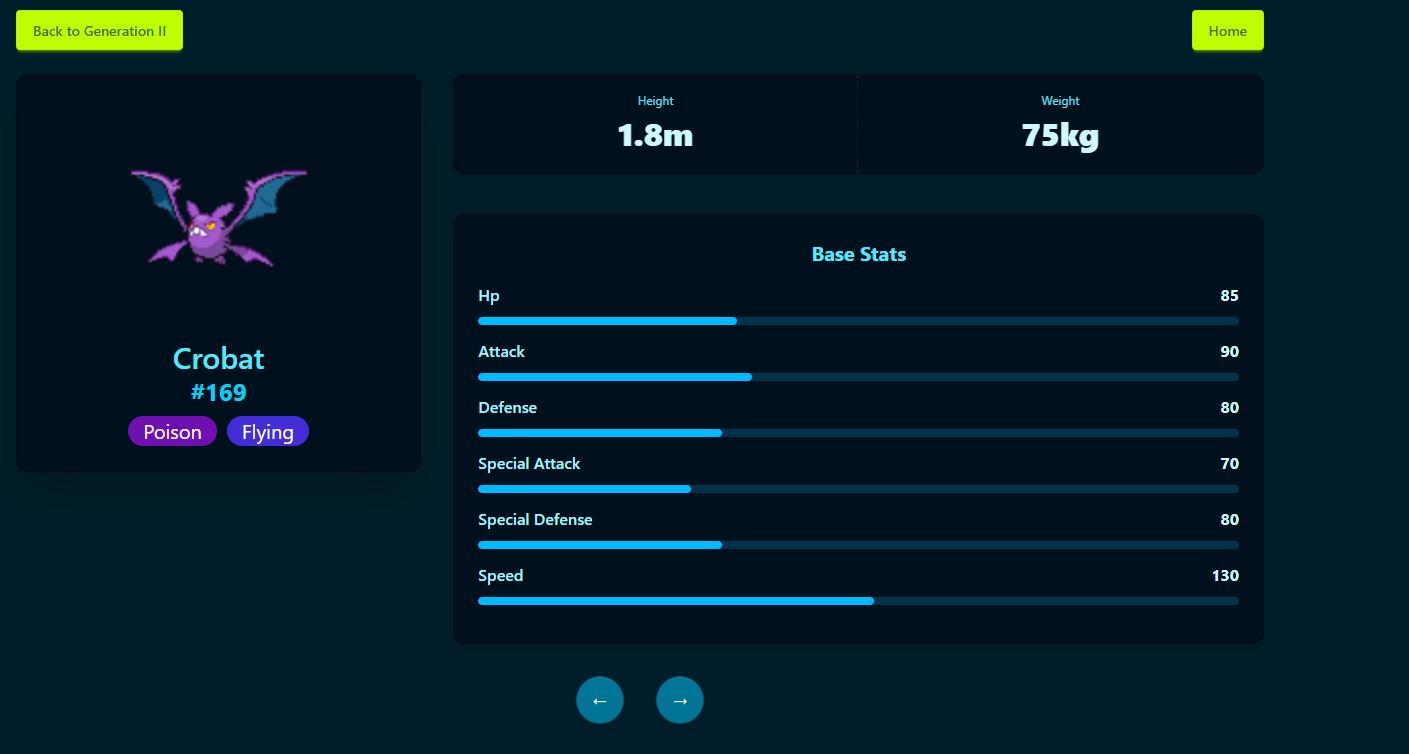 Back to Generation II
Home
Crobat
#169
Poison Flying
Height
1.8m
Weight
75kg
Base Stats
Hp 85
Attack 90
Defense 80
Special Attack 70
Special Defense 80
Speed 130
← →